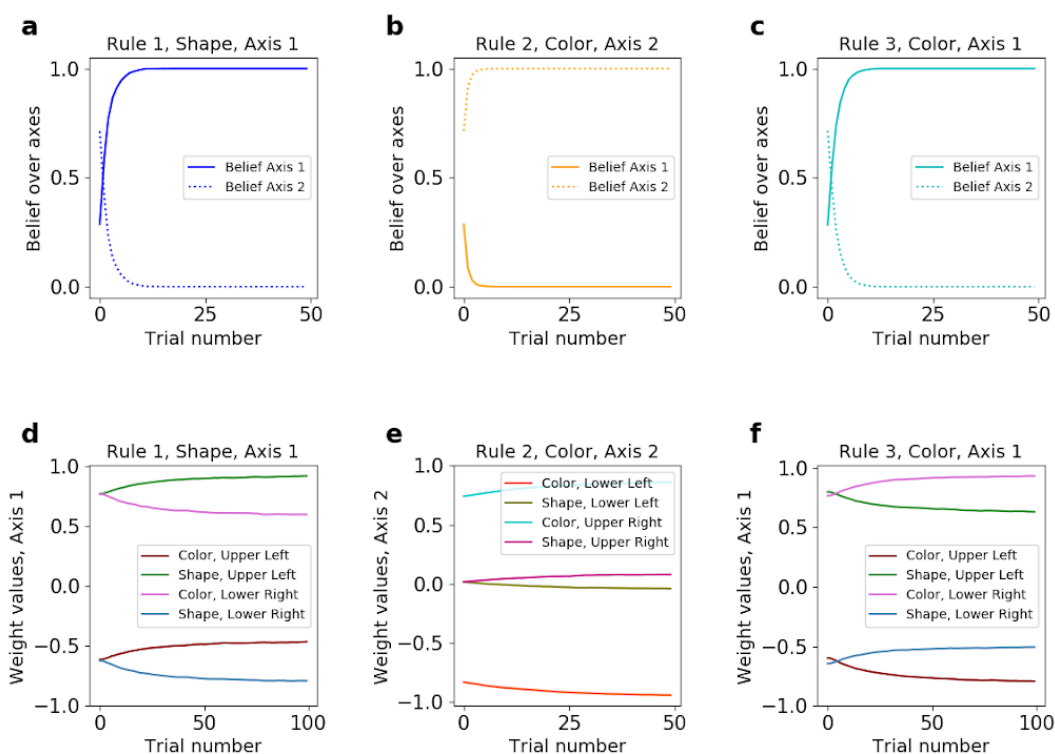 a
Rule 1, Shape, Axis 1
Belief over axes
1.0
0.5
0.0
Belief Axis 1
Belief Axis 2
0
25
50
Trial number
b
Rule 2, Color, Axis 2
Belief over axes
1.0
0.5
0.0
Belief Axis 1
Belief Axis 2
0
25
50
Trial number
c
Rule 3, Color, Axis 1
Belief over axes
1.0
0.5
0.0
Belief Axis 1
Belief Axis 2
0
25
50
Trial number
d
Rule 1, Shape, Axis 1
Weight values, Axis 1
1.0
0.5
0.0
−0.5
−1.0
Color, Upper Left
Shape, Upper Left
Color, Lower Right
Shape, Lower Right
0
50
100
Trial number
e
Rule 2, Color, Axis 2
Weight values, Axis 2
1.0
0.5
0.0
−0.5
−1.0
Color, Lower Left
Shape, Lower Left
Color, Upper Right
Shape, Upper Right
0
25
50
Trial number
f
Rule 3, Color, Axis 1
Weight values, Axis 1
1.0
0.5
0.0
−0.5
−1.0
Color, Upper Left
Shape, Upper Left
Color, Lower Right
Shape, Lower Right
0
50
100
Trial number